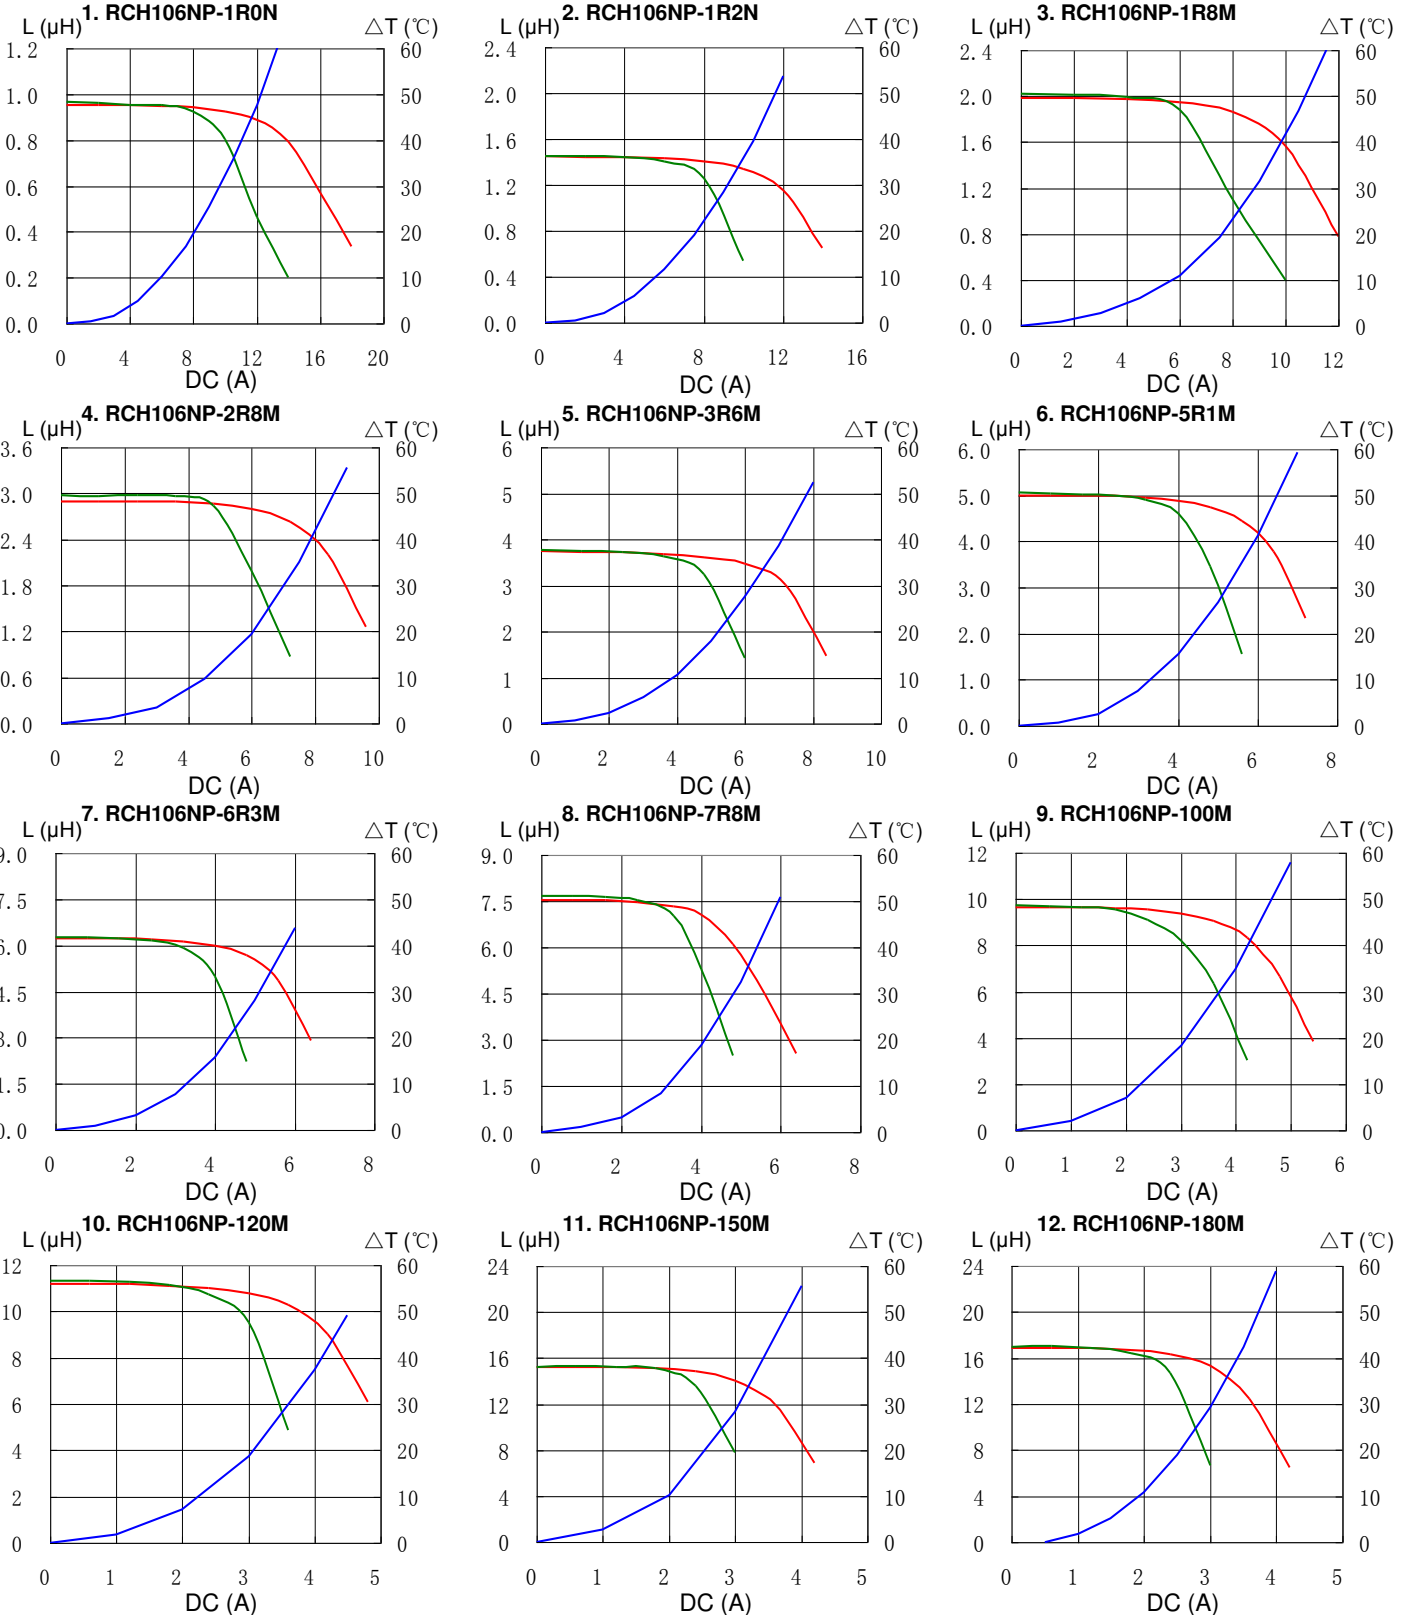 1. RCH106NP-1R0N
L (μH) △T (℃)
1.2 60
1.0 50
0.8 40
0.6 30
0.4 20
0.2 10
0.0 0
0 4 8 12 16 20
DC (A)
2. RCH106NP-1R2N
L (μH) △T (℃)
2.4 60
2.0 50
1.6 40
1.2 30
0.8 20
0.4 10
0.0 0
0 4 8 12 16
DC (A)
3. RCH106NP-1R8M
L (μH) △T (℃)
2.4 60
2.0 50
1.6 40
1.2 30
0.8 20
0.4 10
0.0 0
0 2 4 6 8 10 12
DC (A)
4. RCH106NP-2R8M
L (μH) △T (℃)
3.6 60
3.0 50
2.4 40
1.8 30
1.2 20
0.6 10
0.0 0
0 2 4 6 8 10
DC (A)
5. RCH106NP-3R6M
L (μH) △T (℃)
6 60
5 50
4 40
3 30
2 20
1 10
0 0
0 2 4 6 8 10
DC (A)
6. RCH106NP-5R1M
L (μH) △T (℃)
6.0 60
5.0 50
4.0 40
3.0 30
2.0 20
1.0 10
0.0 0
0 2 4 6 8
DC (A)
7. RCH106NP-6R3M
L (μH) △T (℃)
9.0 60
7.5 50
6.0 40
4.5 30
3.0 20
1.5 10
0.0 0
0 2 4 6 8
DC (A)
8. RCH106NP-7R8M
L (μH) △T (℃)
9.0 60
7.5 50
6.0 40
4.5 30
3.0 20
1.5 10
0.0 0
0 2 4 6 8
DC (A)
9. RCH106NP-100M
L (μH) △T (℃)
12 60
10 50
8 40
6 30
4 20
2 10
0 0
0 1 2 3 4 5 6
DC (A)
10. RCH106NP-120M
L (μH) △T (℃)
12 60
10 50
8 40
6 30
4 20
2 10
0 0
0 1 2 3 4 5
DC (A)
11. RCH106NP-150M
L (μH) △T (℃)
24 60
20 50
16 40
12 30
8 20
4 10
0 0
0 1 2 3 4 5
DC (A)
12. RCH106NP-180M
L (μH) △T (℃)
24 60
20 50
16 40
12 30
8 20
4 10
0 0
0 1 2 3 4 5
DC (A)